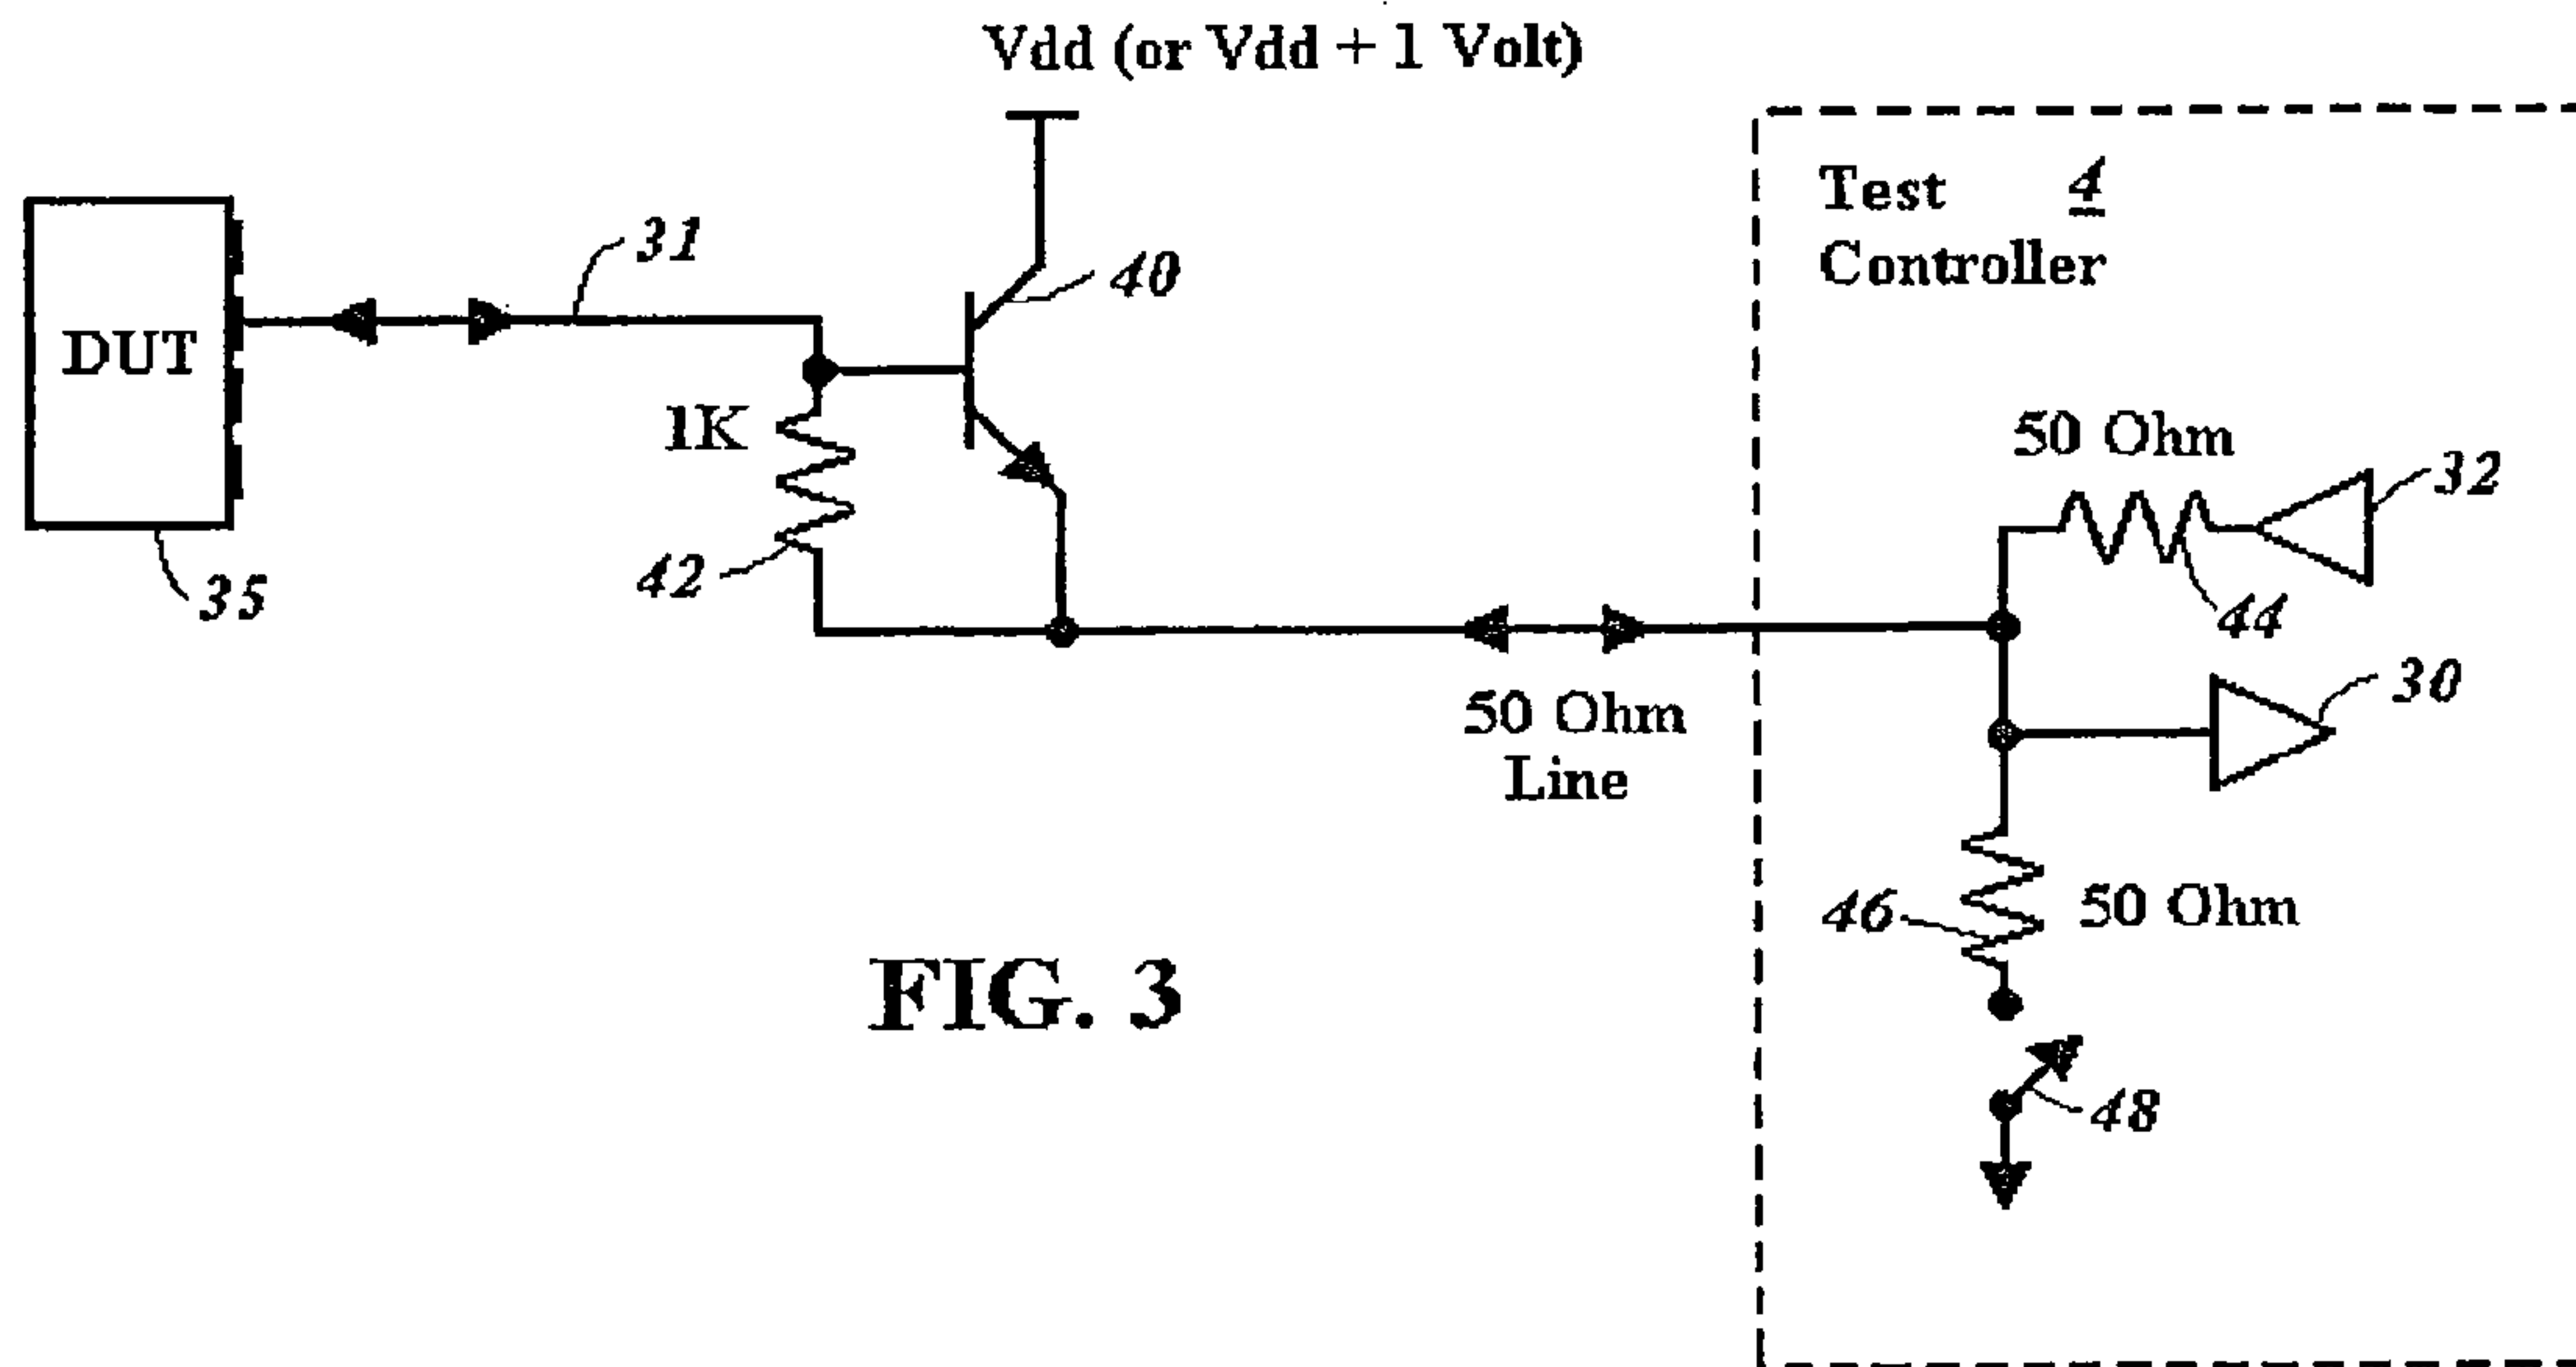 Vdd (or Vdd + 1 Volt)
Test 4
Controller
31
40
DUT
1K
50 Ohm
32
42
35
44
50 Ohm
Line
30
46
50 Ohm
FIG. 3
48